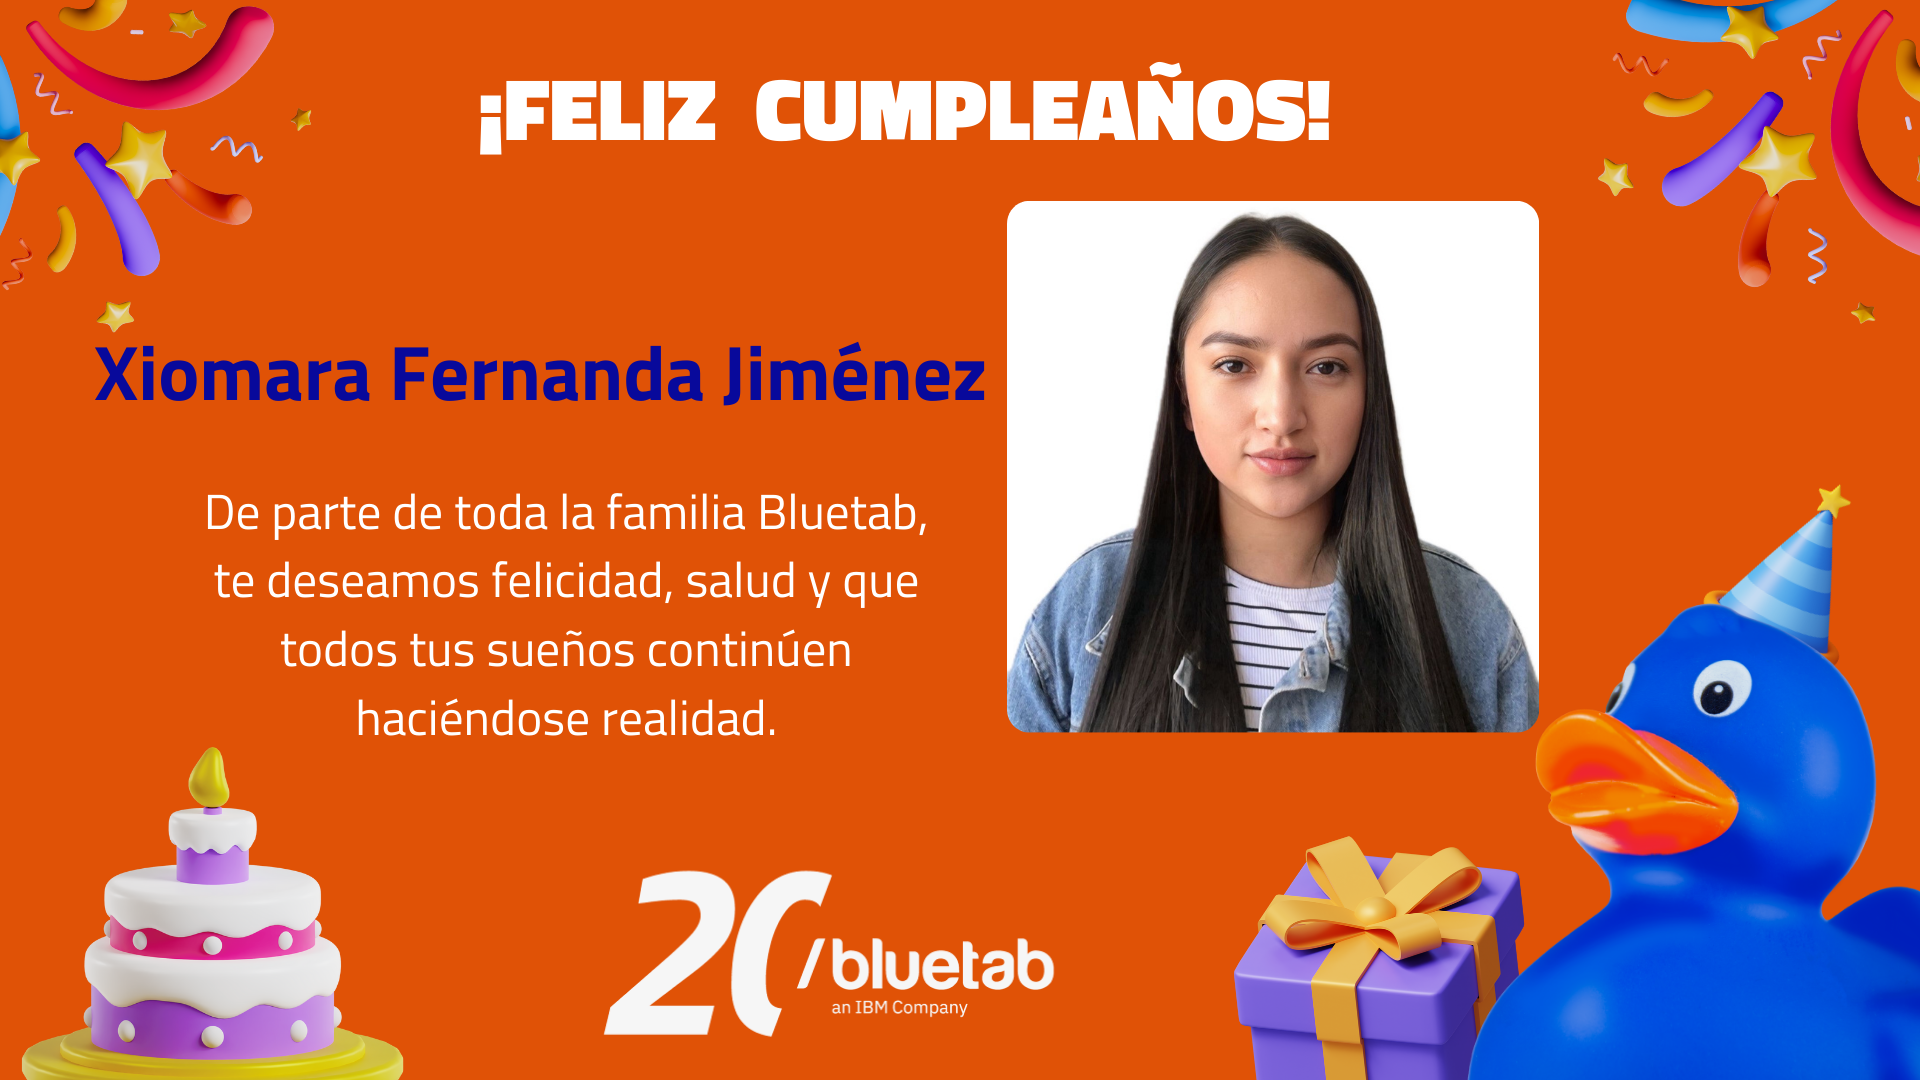 ¡FELIZ CUMPLEAÑOS!
Xiomara Fernanda Jiménez
De parte de toda la familia Bluetab,
te deseamos felicidad, salud y que
todos tus sueños continúen
haciéndose realidad.
20/bluetab
an IBM Company